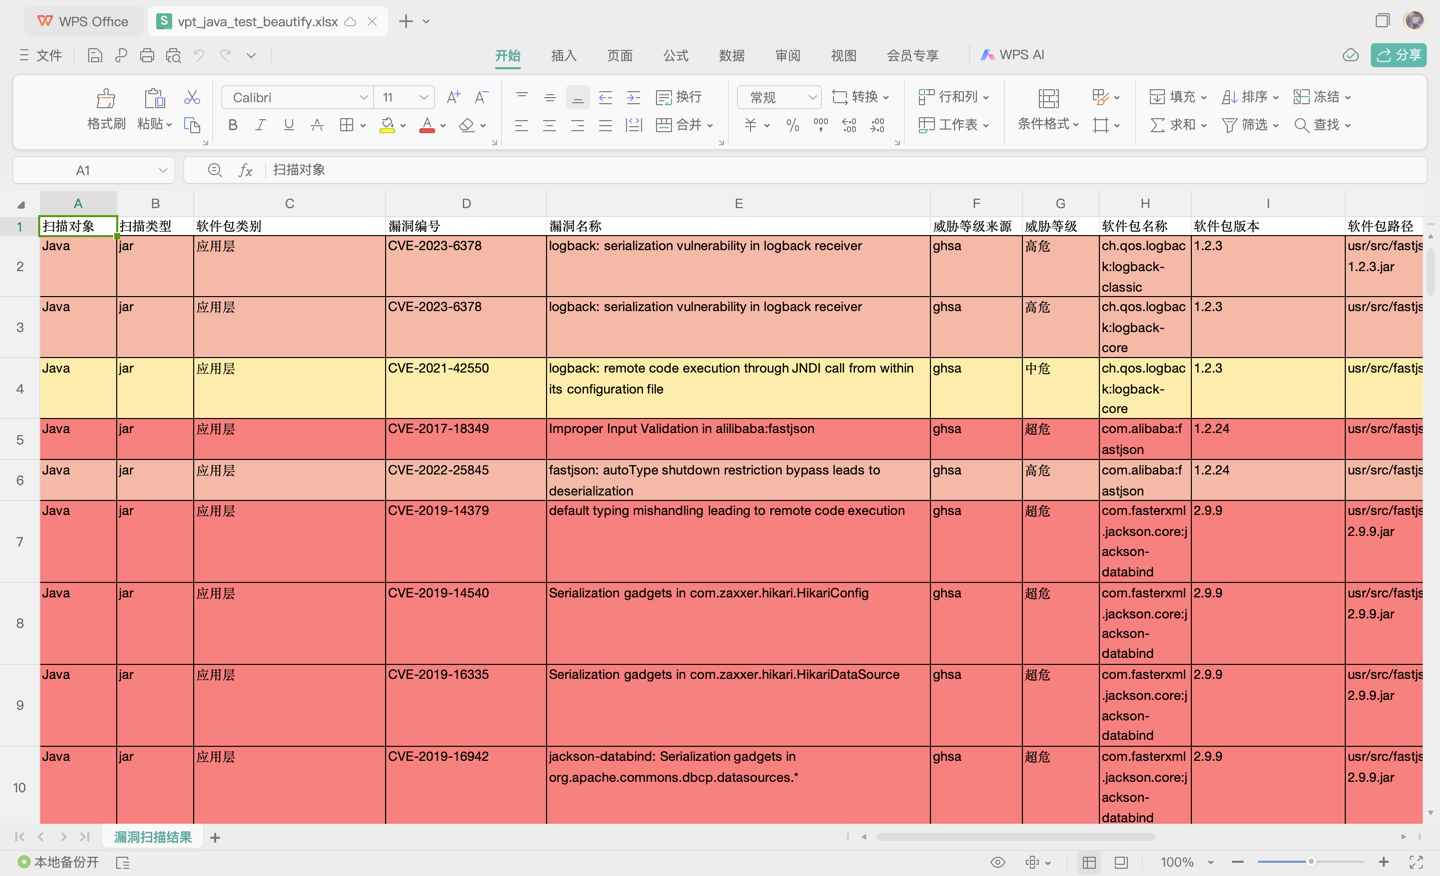 WPS Office
S
vpt_java_test_beautify.xlsx
文件
开始
插入
页面
公式
数据
审阅
视图
会员专享
WPS AI
分享
格式刷
粘贴
Calibri
11
A+
A-
换行
常规
转换
行和列
填充
排序
冻结
B
I
U
A
A
合并
¥
%
工作表
条件格式
求和
筛选
查找
A1
fx
扫描对象
A B C D E F G H I
1 扫描对象 扫描类型 软件包类别 漏洞编号 漏洞名称 威胁等级来源 威胁等级 软件包名称 软件包版本 软件包路径
2 Java jar 应用层 CVE-2023-6378 logback: serialization vulnerability in logback receiver ghsa 高危 ch.qos.logbac 1.2.3 usr/src/fastjs
k:logback- 1.2.3.jar
classic
3 Java jar 应用层 CVE-2023-6378 logback: serialization vulnerability in logback receiver ghsa 高危 ch.qos.logbac 1.2.3 usr/src/fastjs
k:logback-
core
4 Java jar 应用层 CVE-2021-42550 logback: remote code execution through JNDI call from within ghsa 中危 ch.qos.logbac 1.2.3 usr/src/fastjs
its configuration file k:logback-
core
5 Java jar 应用层 CVE-2017-18349 Improper Input Validation in alilibaba:fastjson ghsa 超危 com.alibaba:f 1.2.24 usr/src/fastjs
astjson
6 Java jar 应用层 CVE-2022-25845 fastjson: autoType shutdown restriction bypass leads to ghsa 高危 com.alibaba:f 1.2.24 usr/src/fastjs
deserialization astjson
7 Java jar 应用层 CVE-2019-14379 default typing mishandling leading to remote code execution ghsa 超危 com.fasterxml 2.9.9 usr/src/fastjs
.jackson.core:j 2.9.9.jar
ackson-
databind
8 Java jar 应用层 CVE-2019-14540 Serialization gadgets in com.zaxxer.hikari.HikariConfig ghsa 超危 com.fasterxml 2.9.9 usr/src/fastjs
.jackson.core:j 2.9.9.jar
ackson-
databind
9 Java jar 应用层 CVE-2019-16335 Serialization gadgets in com.zaxxer.hikari.HikariDataSource ghsa 超危 com.fasterxml 2.9.9 usr/src/fastjs
.jackson.core:j 2.9.9.jar
ackson-
databind
10 Java jar 应用层 CVE-2019-16942 jackson-databind: Serialization gadgets in ghsa 超危 com.fasterxml 2.9.9 usr/src/fastjs
org.apache.commons.dbcp.datasources.* .jackson.core:j 2.9.9.jar
ackson-
databind
漏洞扫描结果
本地备份开
100%